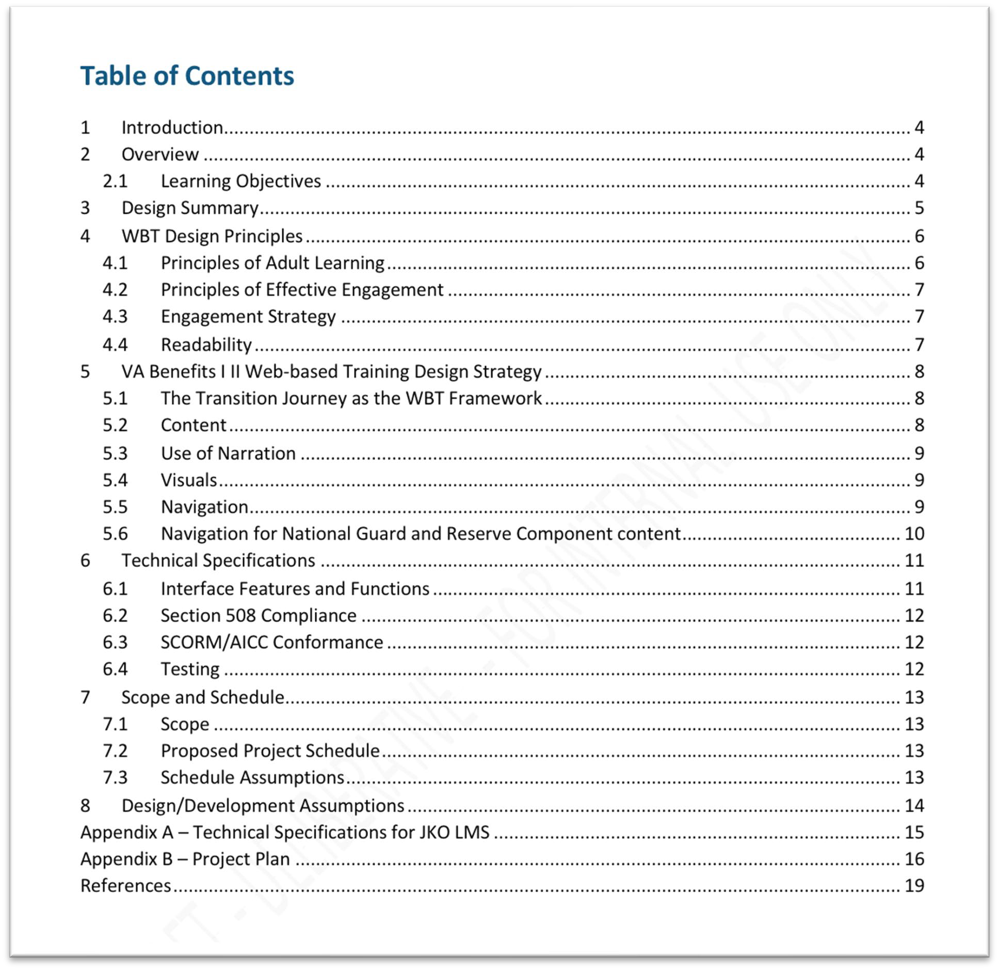 Table of Contents
1 Introduction 4
2 Overview 4
2.1 Learning Objectives 4
3 Design Summary 5
4 WBT Design Principles 6
4.1 Principles of Adult Learning 6
4.2 Principles of Effective Engagement 7
4.3 Engagement Strategy 7
4.4 Readability 7
5 VA Benefits I II Web-based Training Design Strategy 8
5.1 The Transition Journey as the WBT Framework 8
5.2 Content 8
5.3 Use of Narration 9
5.4 Visuals 9
5.5 Navigation 9
5.6 Navigation for National Guard and Reserve Component content 10
6 Technical Specifications 11
6.1 Interface Features and Functions 11
6.2 Section 508 Compliance 12
6.3 SCORM/AICC Conformance 12
6.4 Testing 12
7 Scope and Schedule 13
7.1 Scope 13
7.2 Proposed Project Schedule 13
7.3 Schedule Assumptions 13
8 Design/Development Assumptions 14
Appendix A – Technical Specifications for JKO LMS 15
Appendix B – Project Plan 16
References 19
- DELIBERATIVE - FOR INTERNAL USE ONLY